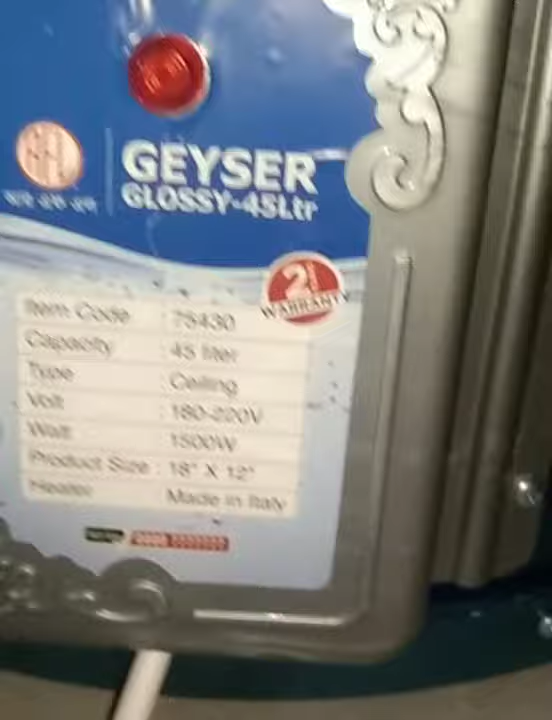 RFL
GEYSER
GLOSSY-45Ltr
2
WARRANTY
Item Code : 75430
Capacity : 45 liter
Type : Ceiling
Volt : 180-220V
Watt : 1500W
Product Size : 18" X 12"
Heater : Made in Italy